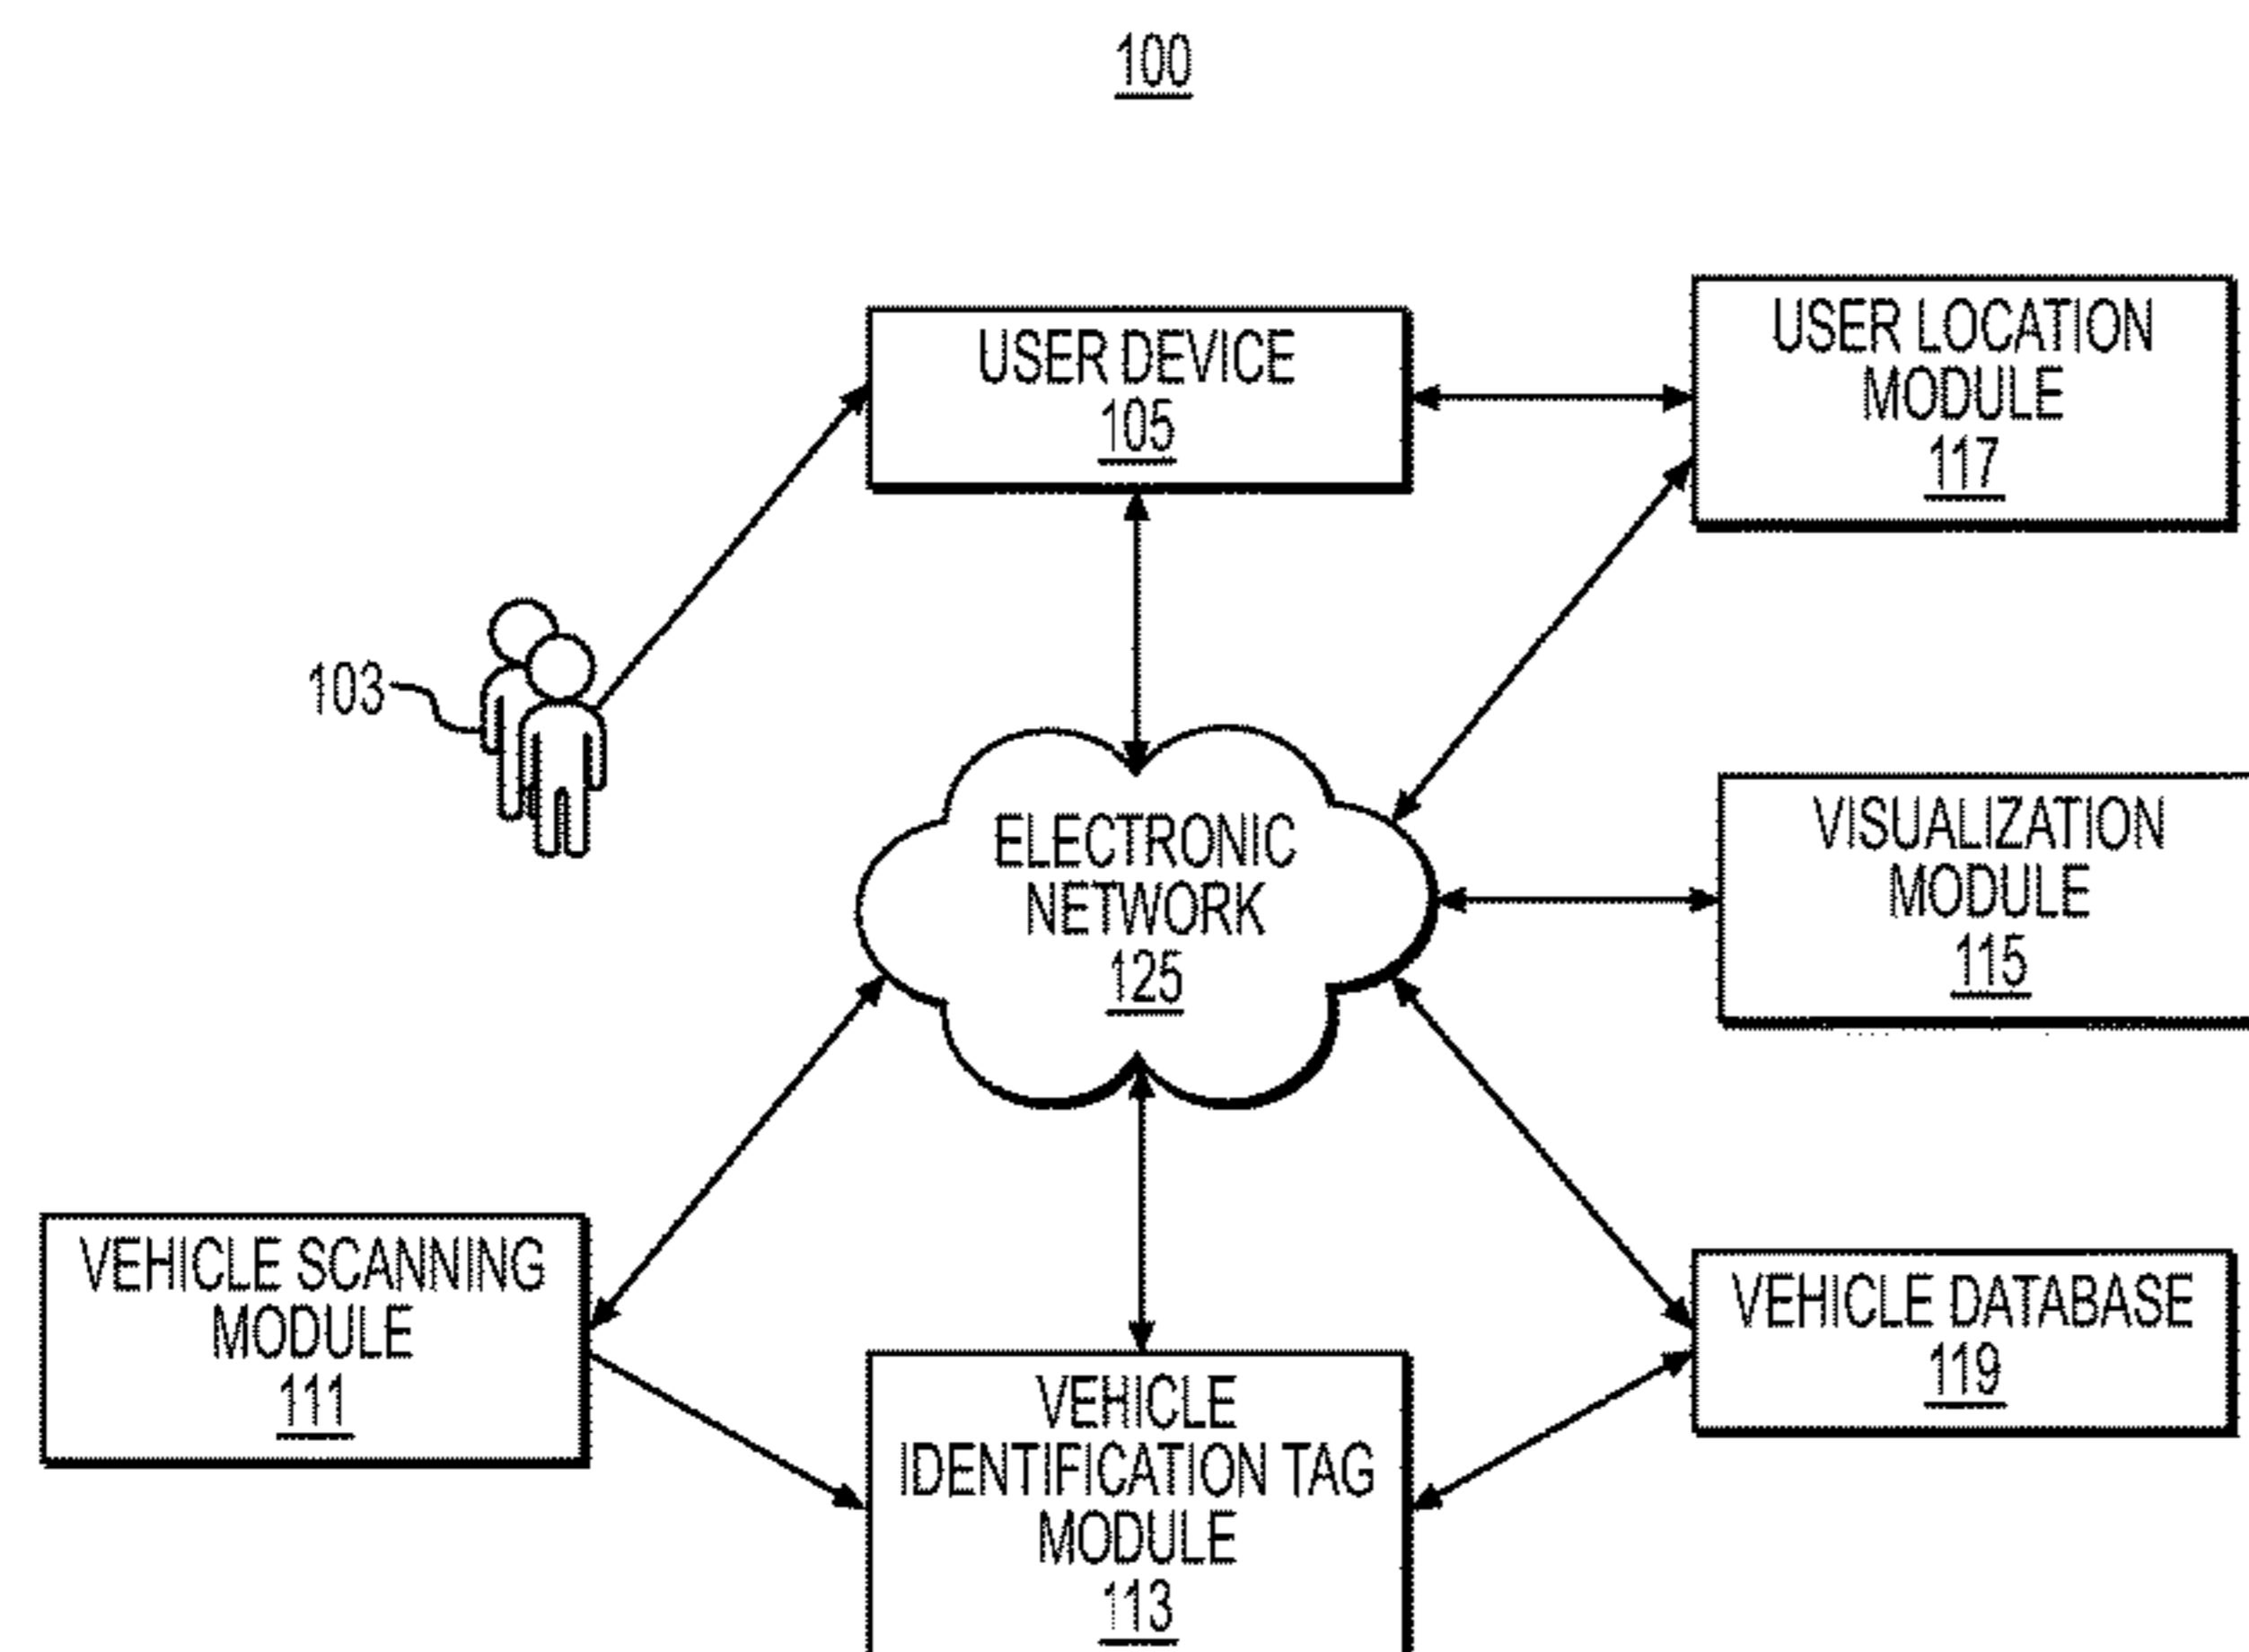 100
USER DEVICE
105
USER LOCATION
MODULE
117
103
ELECTRONIC
NETWORK
125
VISUALIZATION
MODULE
115
VEHICLE SCANNING
MODULE
111
VEHICLE
IDENTIFICATION TAG
MODULE
113
VEHICLE DATABASE
119